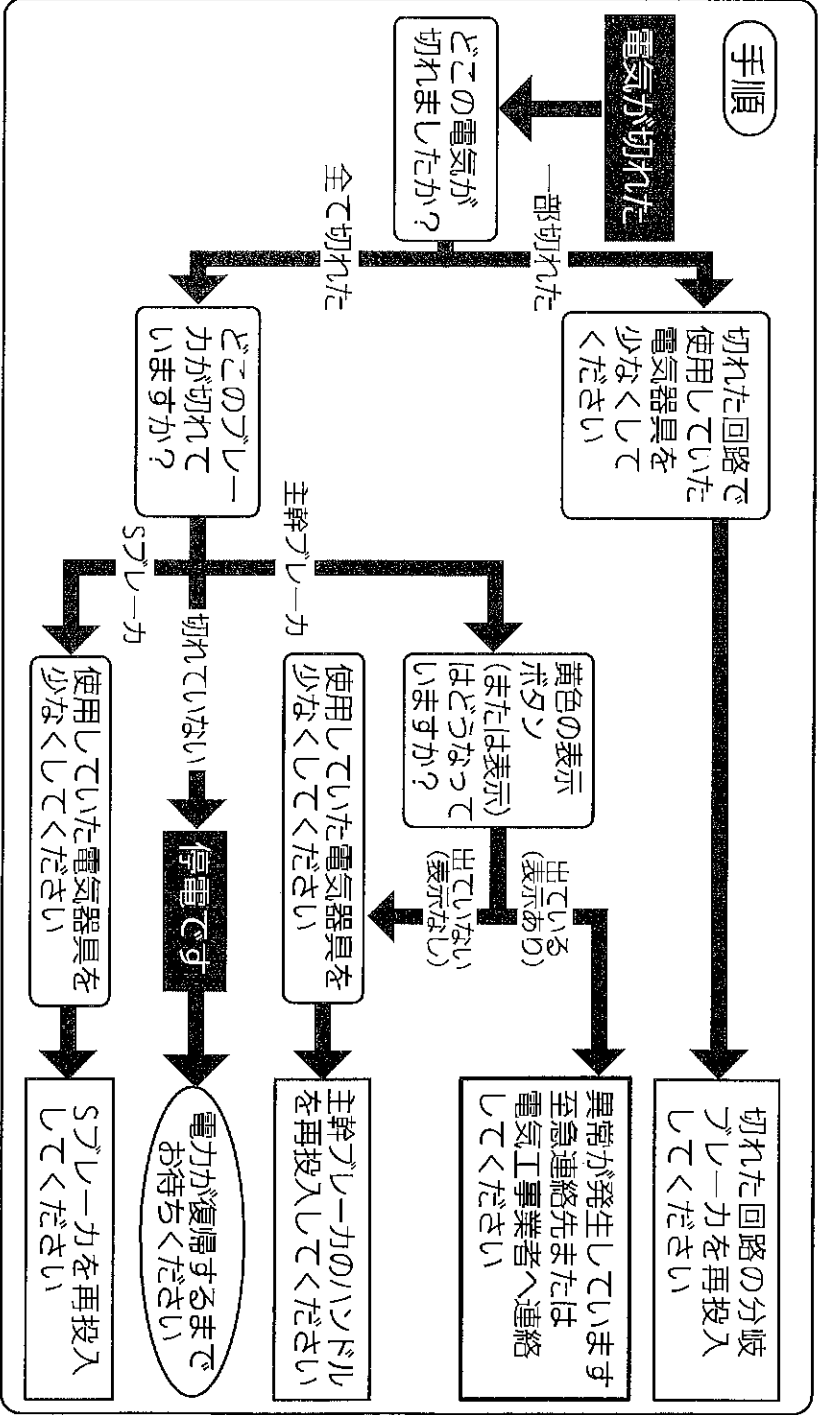 手順
電気が切れた
どこの電気が
切れましたか?
一部切れた
全て切れた
切れた回路で
使用していた
電気器具を
少なくして
ください
切れた回路の分岐
ブレーカを再投入
してください
どこのブレー
カが切れて
いますか?
主幹ブレーカ
切れていない
Sブレーカ
黄色の表示
ボタン
(または表示)
はどうなって
いますか?
出ている
(表示あり)
出ていない
(表示なし)
異常が発生しています
至急連絡先または
電気工事業者へ連絡
してください
使用していた電気器具を
少なくしてください
主幹ブレーカのハンドル
を再投入してください
停電です
電力が復帰するまで
お待ちください
使用していた電気器具を
少なくしてください
Sブレーカを再投入
してください